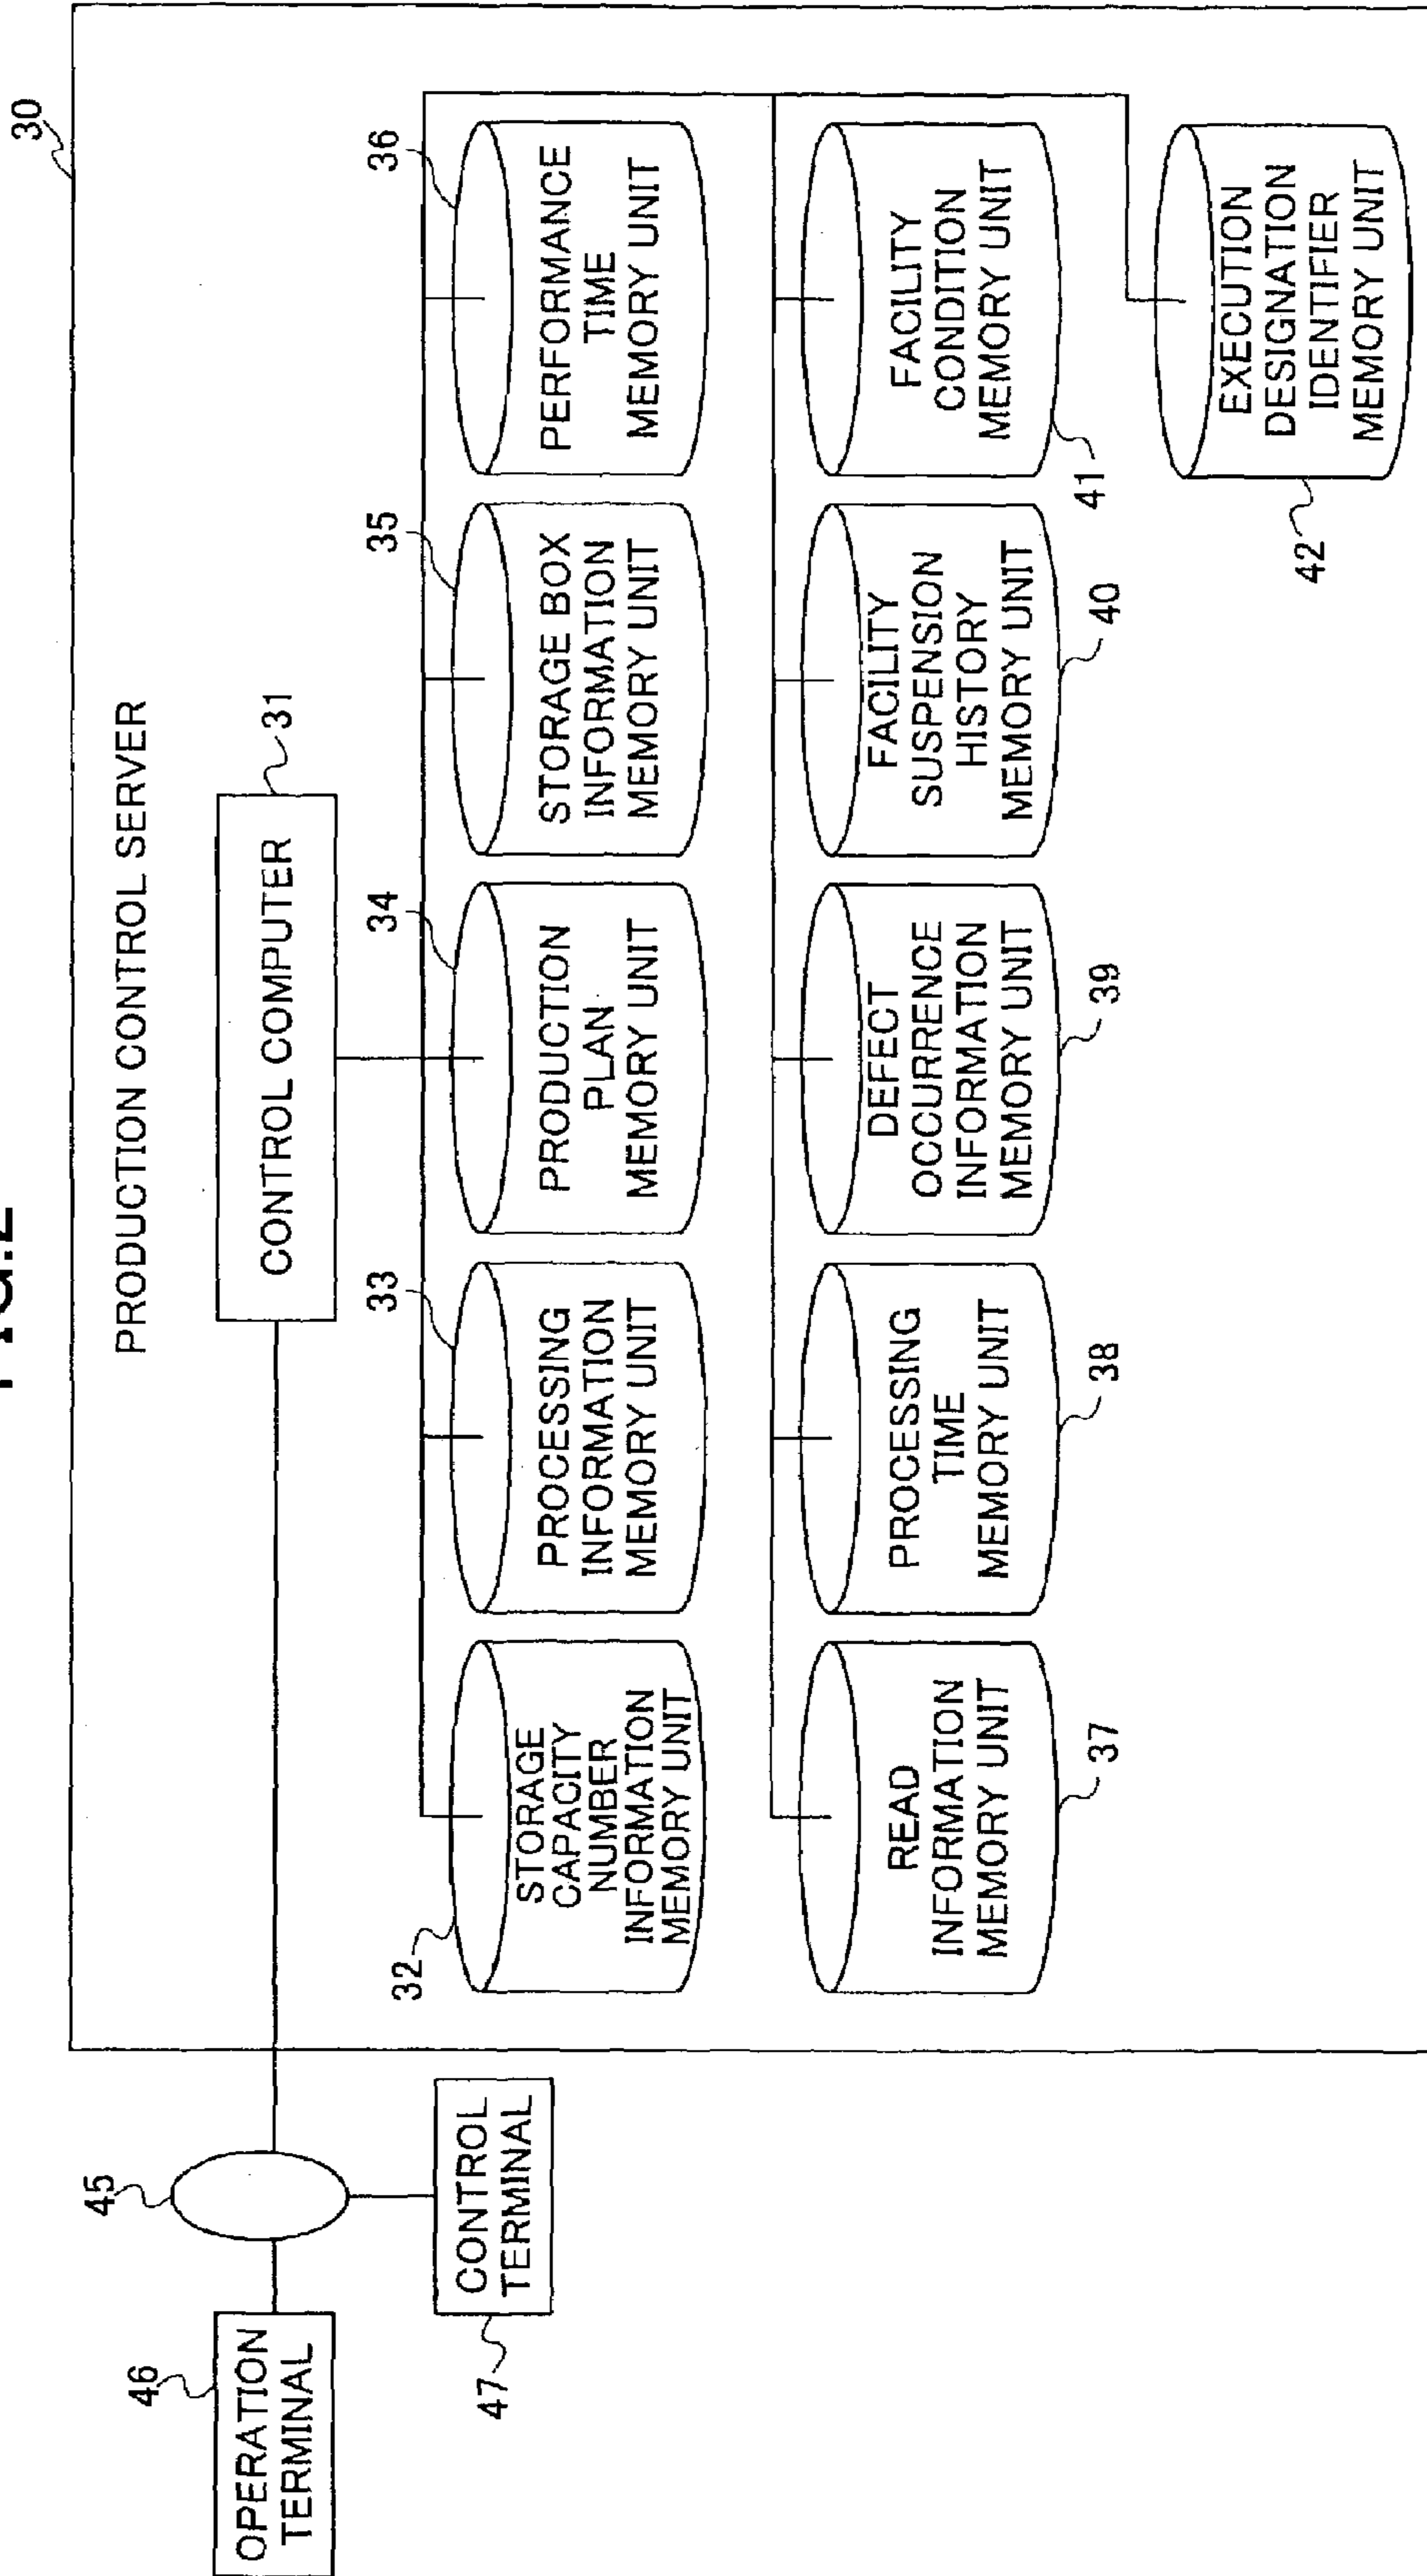 FIG.2
30
PRODUCTION CONTROL SERVER
46
OPERATION
TERMINAL
45
CONTROL COMPUTER
31
CONTROL
TERMINAL
47
32
STORAGE
CAPACITY
NUMBER
INFORMATION
MEMORY UNIT
33
PROCESSING
INFORMATION
MEMORY UNIT
34
PRODUCTION
PLAN
MEMORY UNIT
35
STORAGE BOX
INFORMATION
MEMORY UNIT
36
PERFORMANCE
TIME
MEMORY UNIT
READ
INFORMATION
MEMORY UNIT
37
PROCESSING
TIME
MEMORY UNIT
38
DEFECT
OCCURRENCE
INFORMATION
MEMORY UNIT
39
FACILITY
SUSPENSION
HISTORY
MEMORY UNIT
40
FACILITY
CONDITION
MEMORY UNIT
41
EXECUTION
DESIGNATION
IDENTIFIER
MEMORY UNIT
42